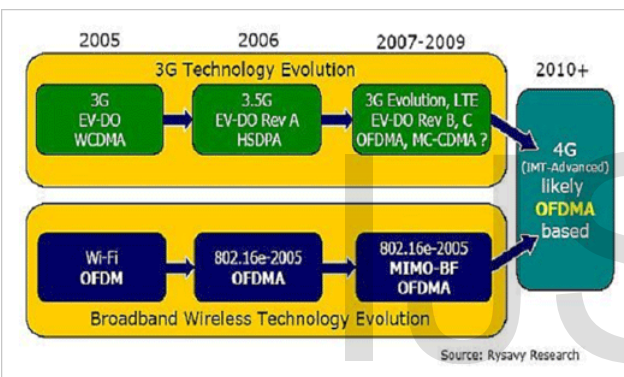 2005
2006
2007-2009
2010+
3G Technology Evolution
3G
EV-DO
WCDMA
3.5G
EV-DO Rev A
HSDPA
3G Evolution, LTE
EV-DO Rev B, C
OFDMA, MC-CDMA ?
4G
(IMT-Advanced)
likely
OFDMA
based
Wi-Fi
OFDM
802.16e-2005
OFDMA
802.16e-2005
MIMO-BF
OFDMA
Broadband Wireless Technology Evolution
Source: Rysavy Research